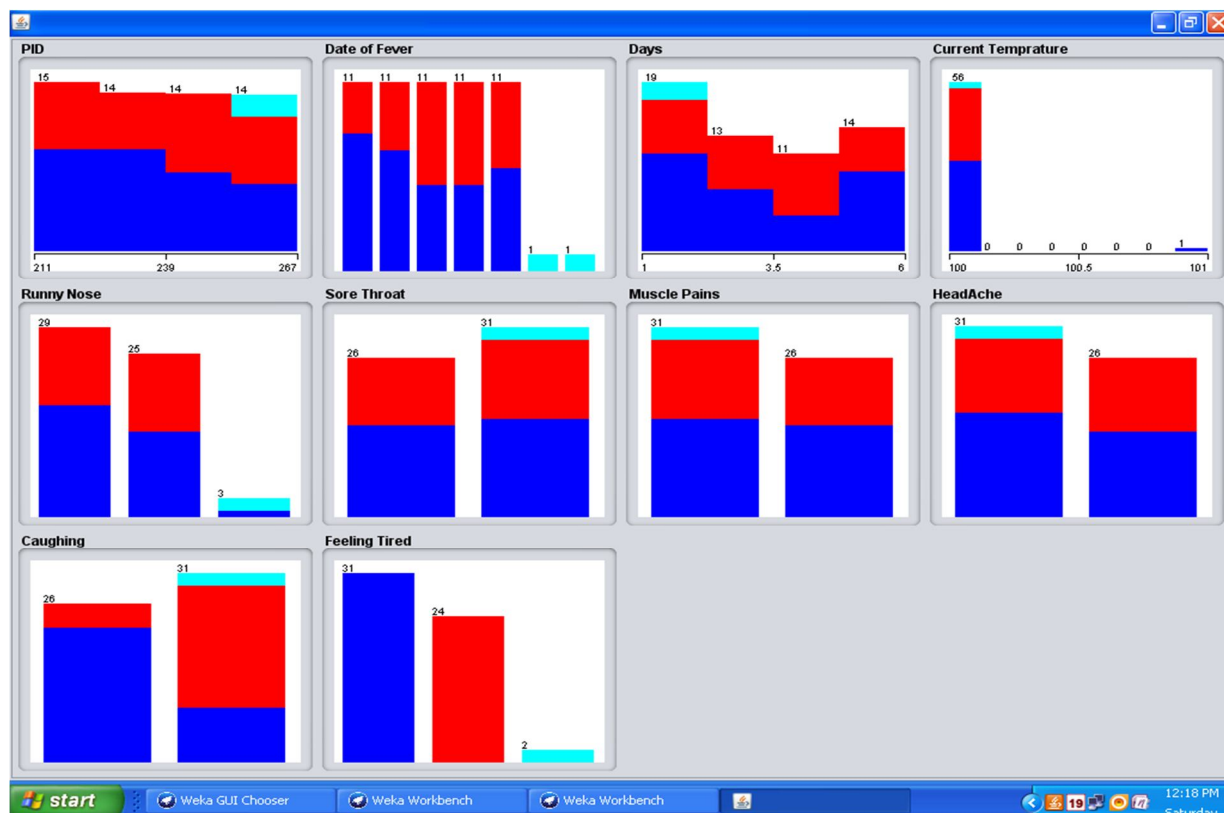 PID
Date of Fever
Days
Current Temprature
15
14
14
14
211
239
267
11
11
11
11
11
1
1
19
13
11
14
1
3.5
6
56
0
0
0
0
0
0
1
100
100.5
101
Runny Nose
Sore Throat
Muscle Pains
HeadAche
29
25
3
26
31
31
26
31
26
Caughing
Feeling Tired
26
31
31
24
2
start
Weka GUI Chooser
Weka Workbench
Weka Workbench
19
12:18 PM
Saturday